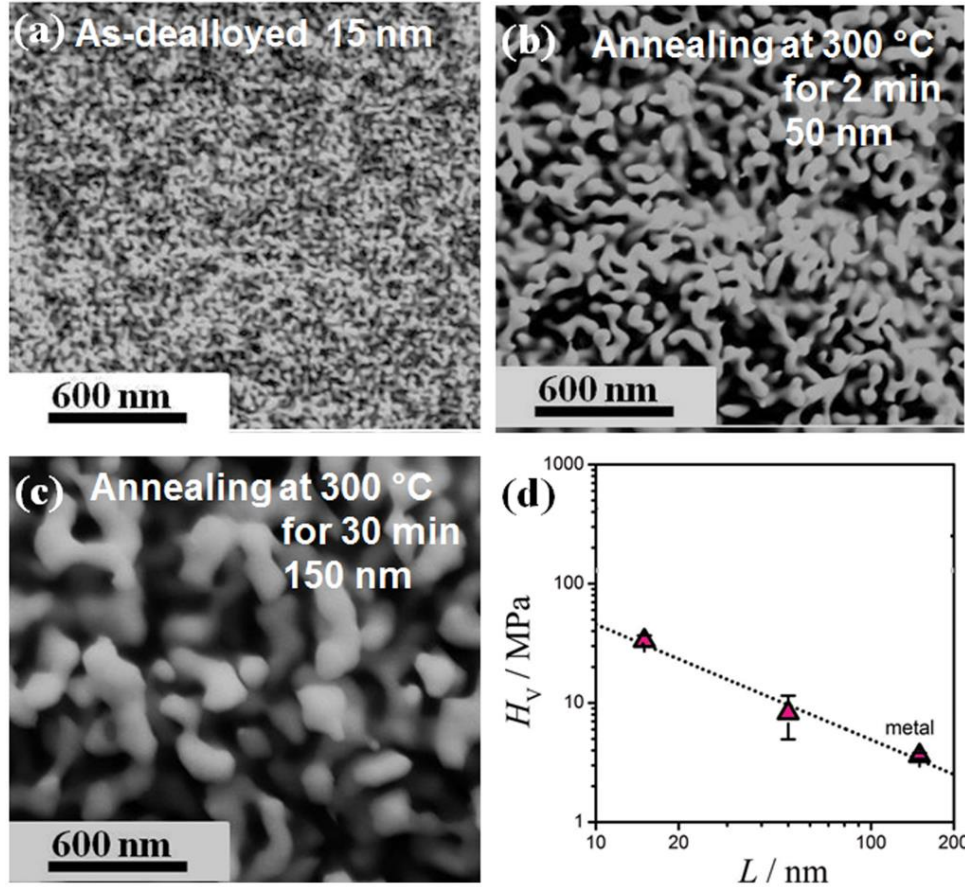 (a) As-dealloyed 15 nm
600 nm
(b) Annealing at 300 °C
for 2 min
50 nm
600 nm
(c) Annealing at 300 °C
for 30 min
150 nm
600 nm
(d)
1000
100
10
1
H_V / MPa
metal
10
20
100
200
L / nm